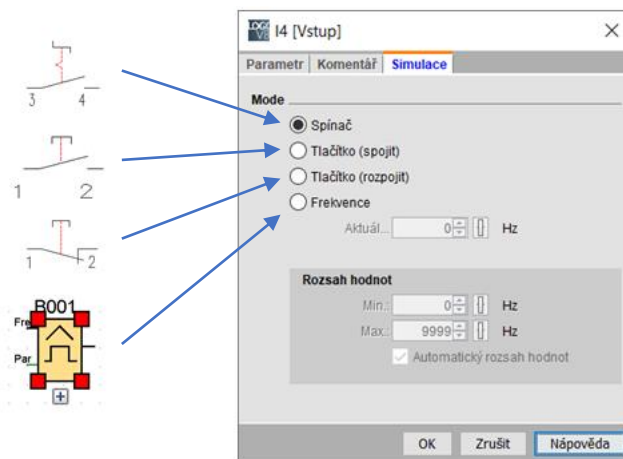 I4 [Vstup]
Parametr Komentář Simulace
Mode
Spínač
Tlačítko (spojit)
Tlačítko (rozpojit)
Frekvence
Aktuál... 0 Hz
Rozsah hodnot
Min.: 0 Hz
Max.: 9999 Hz
Automatický rozsah hodnot
OK Zrušit Nápověda
3 4
1 2
1 2
B001
Fre
Par